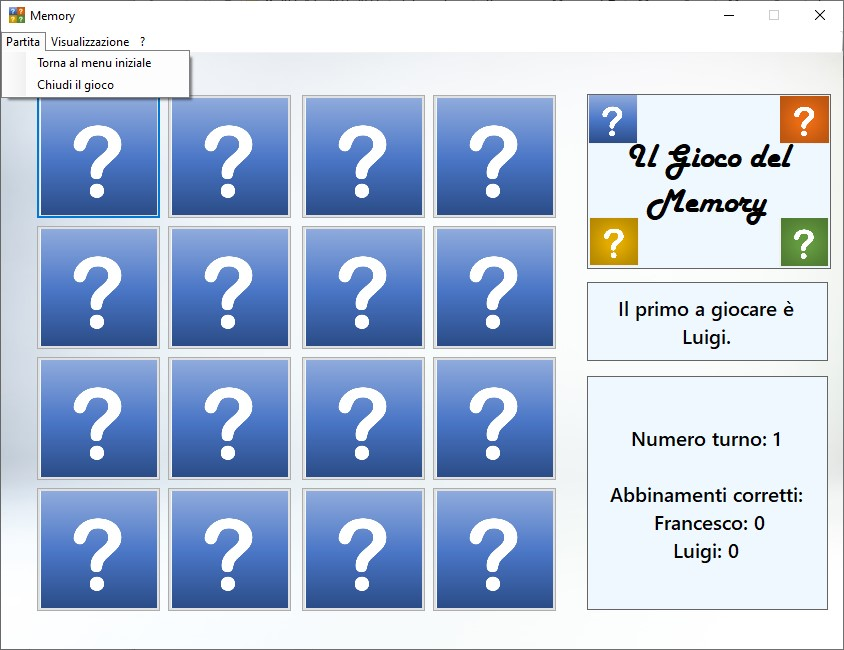 Memory
Partita Visualizzazione ?
Torna al menu iniziale
Chiudi il gioco
? ? ? ?
? ? ? ?
? ? ? ?
? ? ? ?
? ?
Il Gioco del
Memory
? ?
Il primo a giocare è
Luigi.
Numero turno: 1
Abbinamenti corretti:
Francesco: 0
Luigi: 0